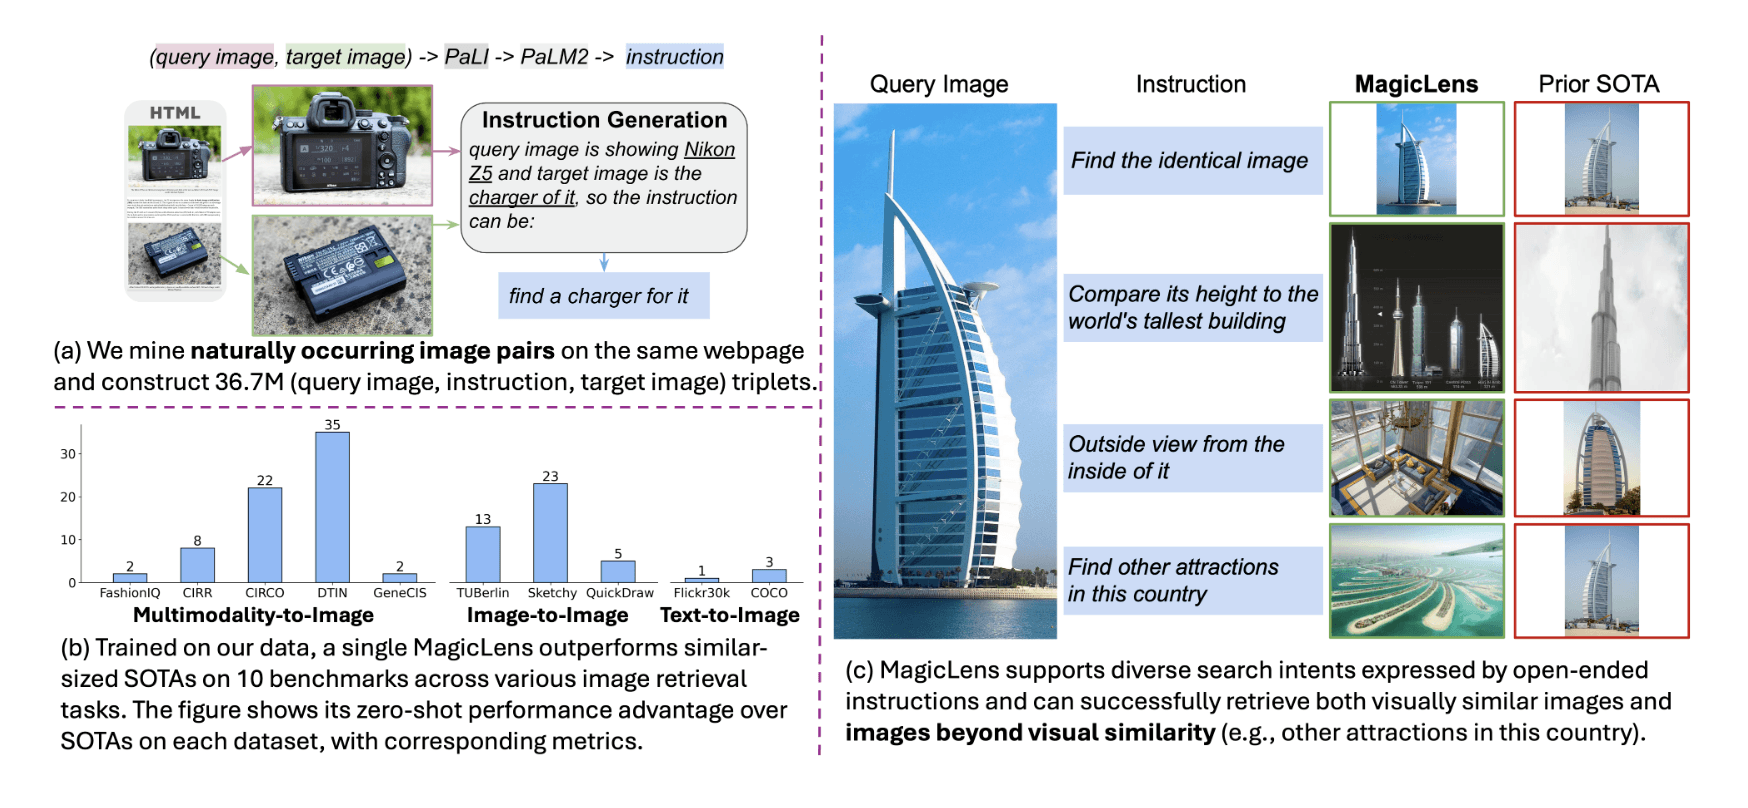 (query image, target image) -> PaLI -> PaLM2 -> instruction
HTML
Instruction Generation
query image is showing Nikon
Z5 and target image is the
charger of it, so the instruction
can be:
find a charger for it
(a) We mine naturally occurring image pairs on the same webpage
and construct 36.7M (query image, instruction, target image) triplets.
30
20
10
0
2
8
22
35
2
13
23
5
1
3
FashionIQ
CIRR
CIRCO
DTIN
GeneCIS
TUBerlin
Sketchy
QuickDraw
Flickr30k
COCO
Multimodality-to-Image
Image-to-Image
Text-to-Image
(b) Trained on our data, a single MagicLens outperforms similar-
sized SOTAs on 10 benchmarks across various image retrieval
tasks. The figure shows its zero-shot performance advantage over
SOTAs on each dataset, with corresponding metrics.
Query Image
Instruction
MagicLens
Prior SOTA
Find the identical image
Compare its height to the
world's tallest building
Outside view from the
inside of it
Find other attractions
in this country
(c) MagicLens supports diverse search intents expressed by open-ended
instructions and can successfully retrieve both visually similar images and
images beyond visual similarity (e.g., other attractions in this country).